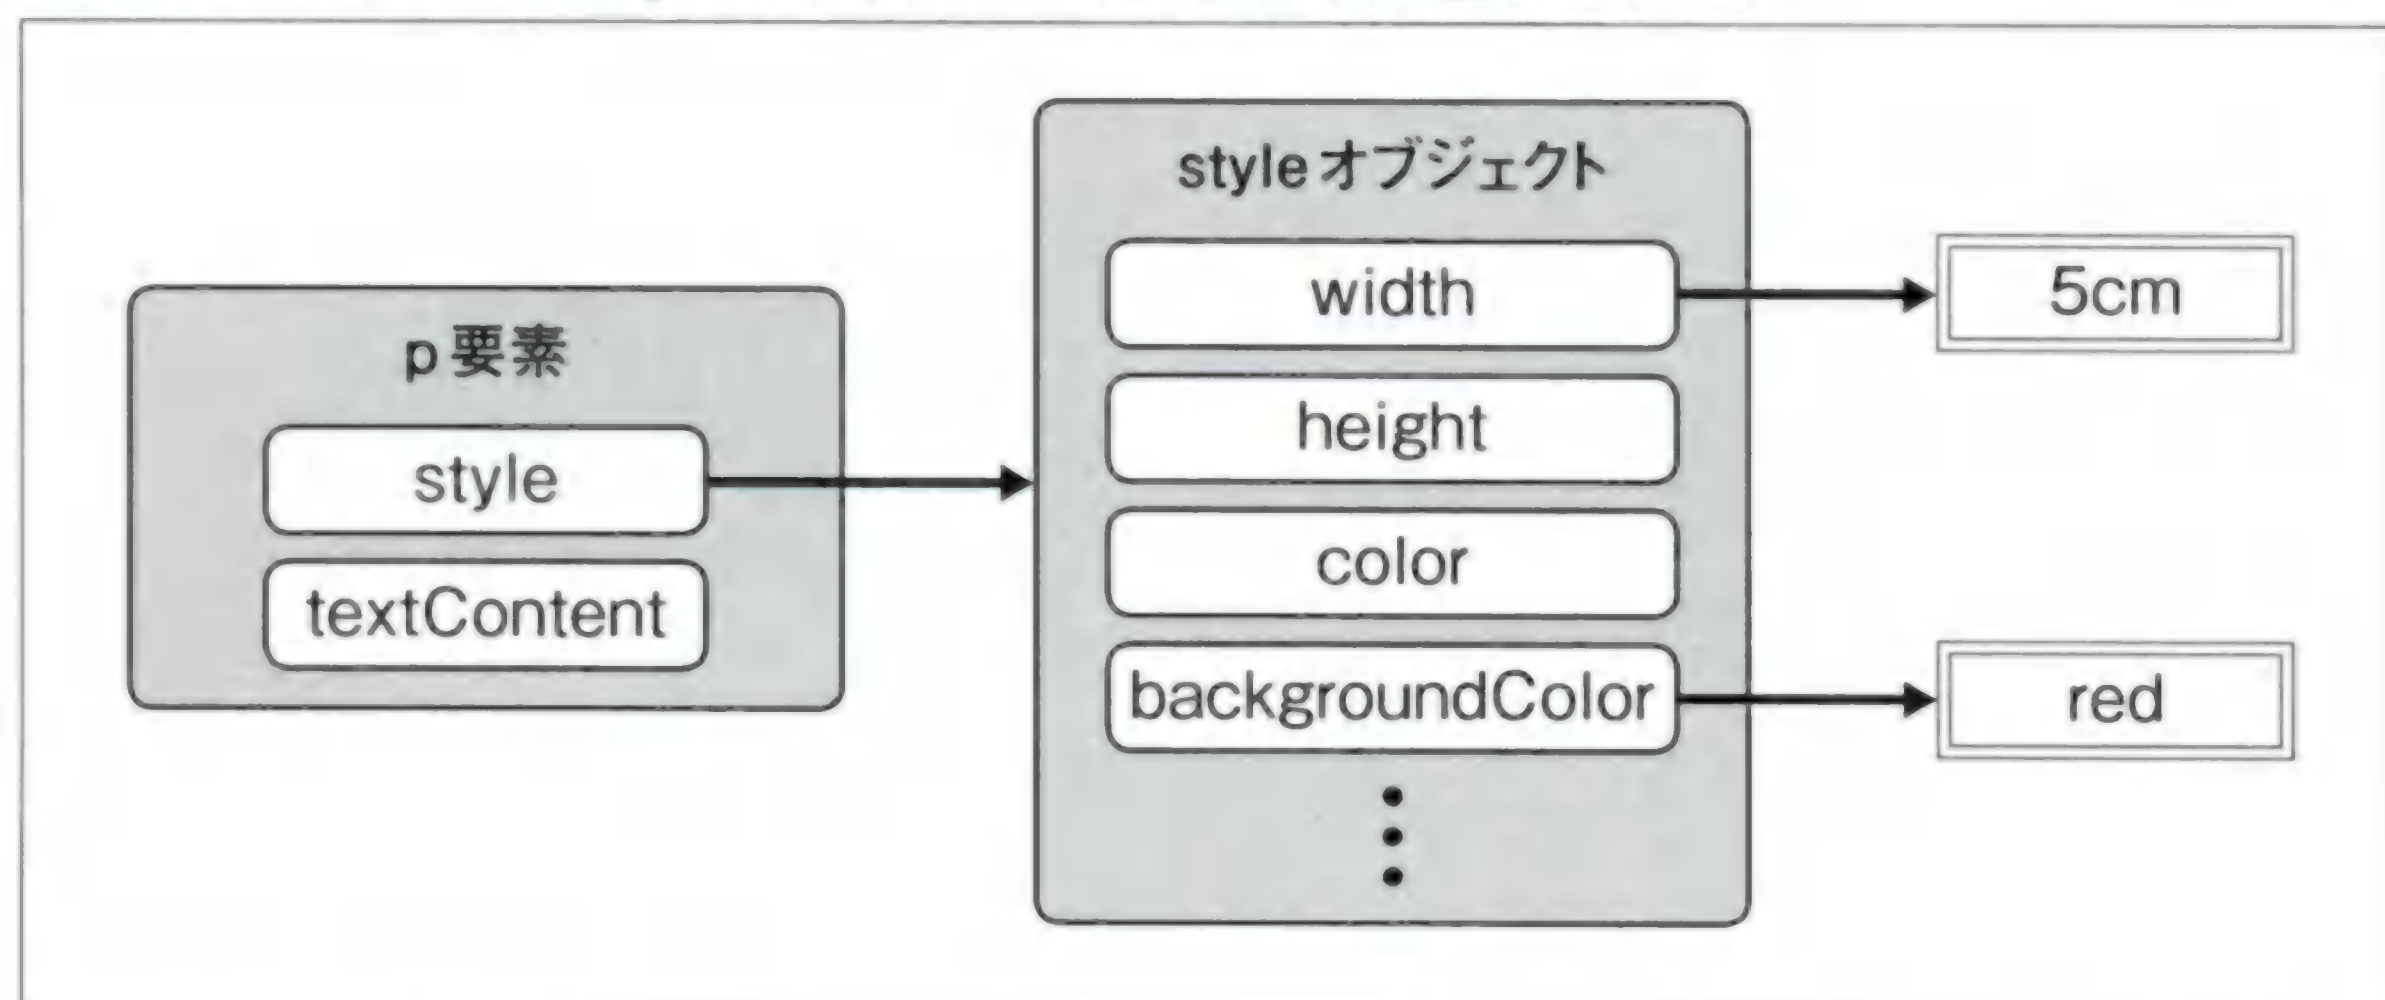 p要素
style
textContent
styleオブジェクト
width
height
color
backgroundColor
5cm
red